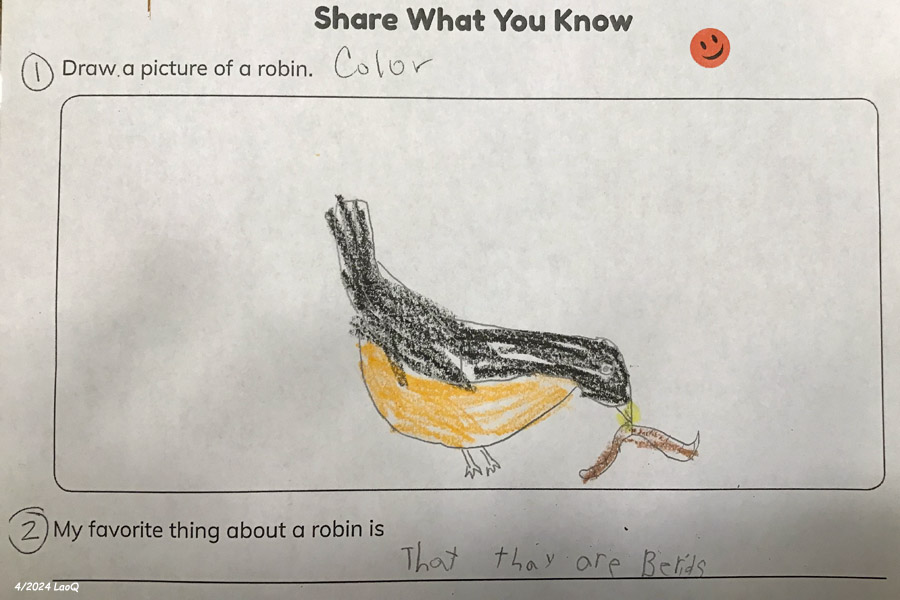 Share What You Know
1 Draw a picture of a robin. Color
2 My favorite thing about a robin is
That thay are Berids
4/2024 LaoQ